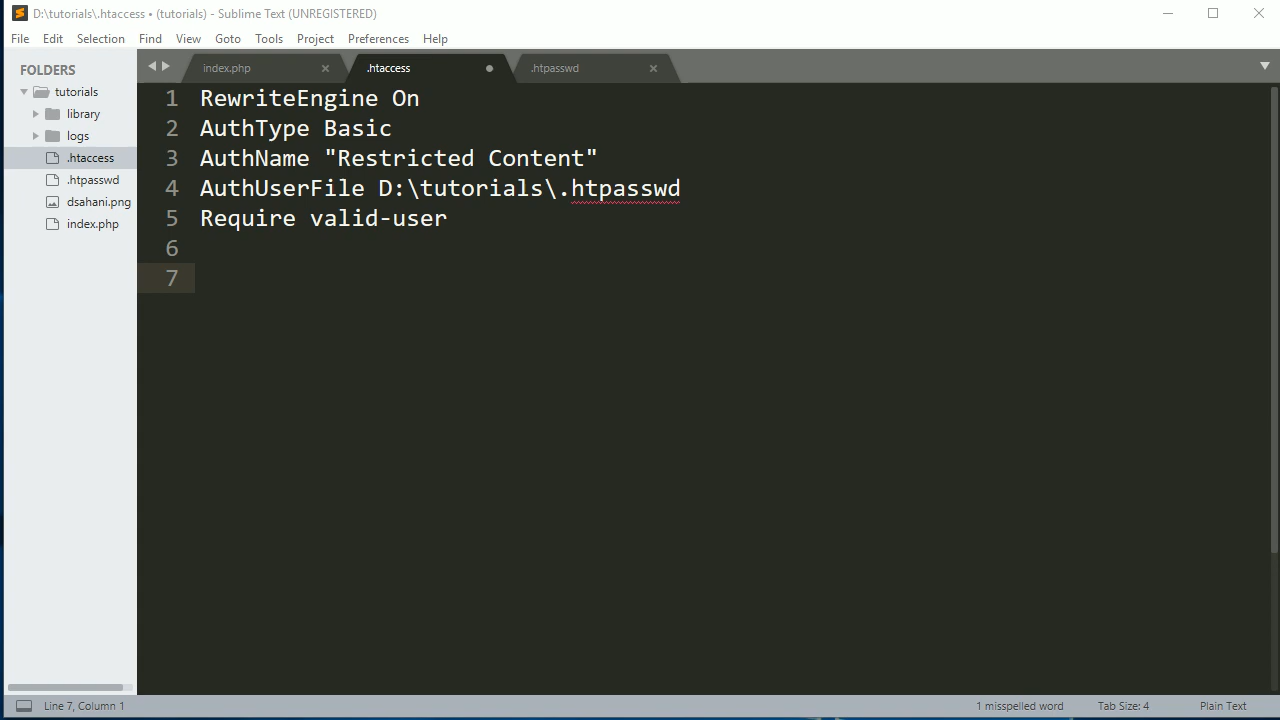 D:\tutorials\.htaccess • (tutorials) - Sublime Text (UNREGISTERED)
File Edit Selection Find View Goto Tools Project Preferences Help
FOLDERS
tutorials
library
logs
.htaccess
.htpasswd
dsahani.png
index.php
index.php .htaccess .htpasswd
1 RewriteEngine On
2 AuthType Basic
3 AuthName "Restricted Content"
4 AuthUserFile D:\tutorials\.htpasswd
5 Require valid-user
6
7
Line 7, Column 1 1 misspelled word Tab Size: 4 Plain Text